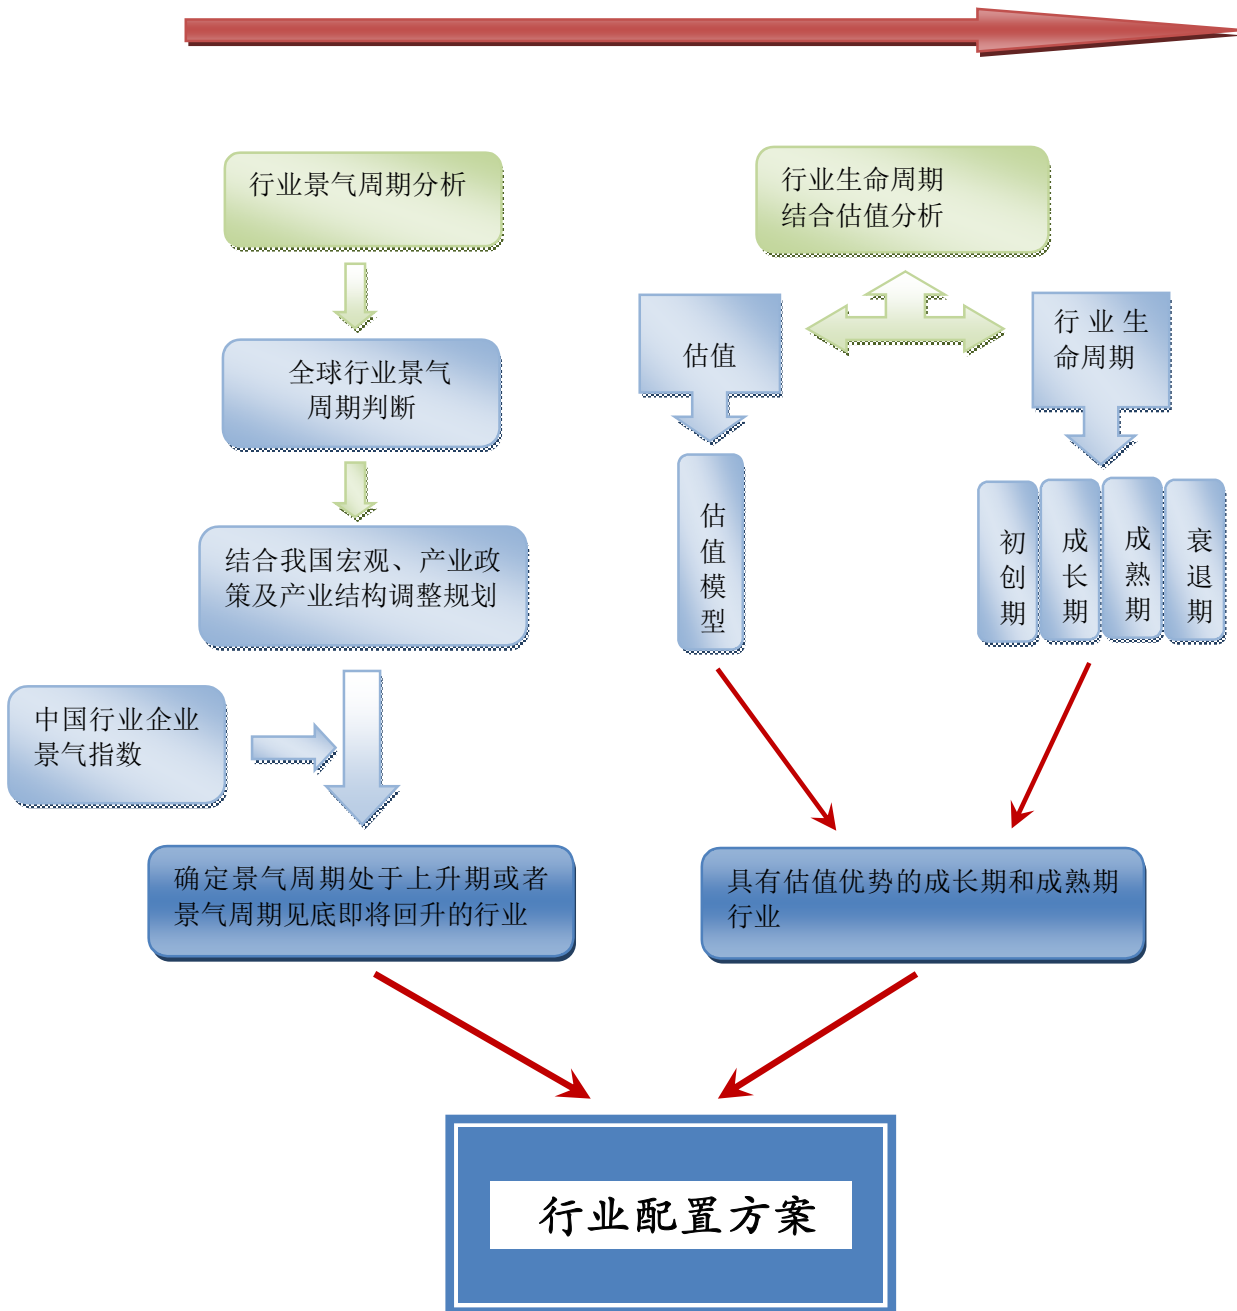 行业景气周期分析
行业生命周期
结合估值分析
估值
行业生
命周期
全球行业景气
周期判断
估值模型
初创期
成长期
成熟期
衰退期
结合我国宏观、产业政
策及产业结构调整规划
中国行业企业
景气指数
确定景气周期处于上升期或者
景气周期见底即将回升的行业
具有估值优势的成长期和成熟期
行业
行业配置方案